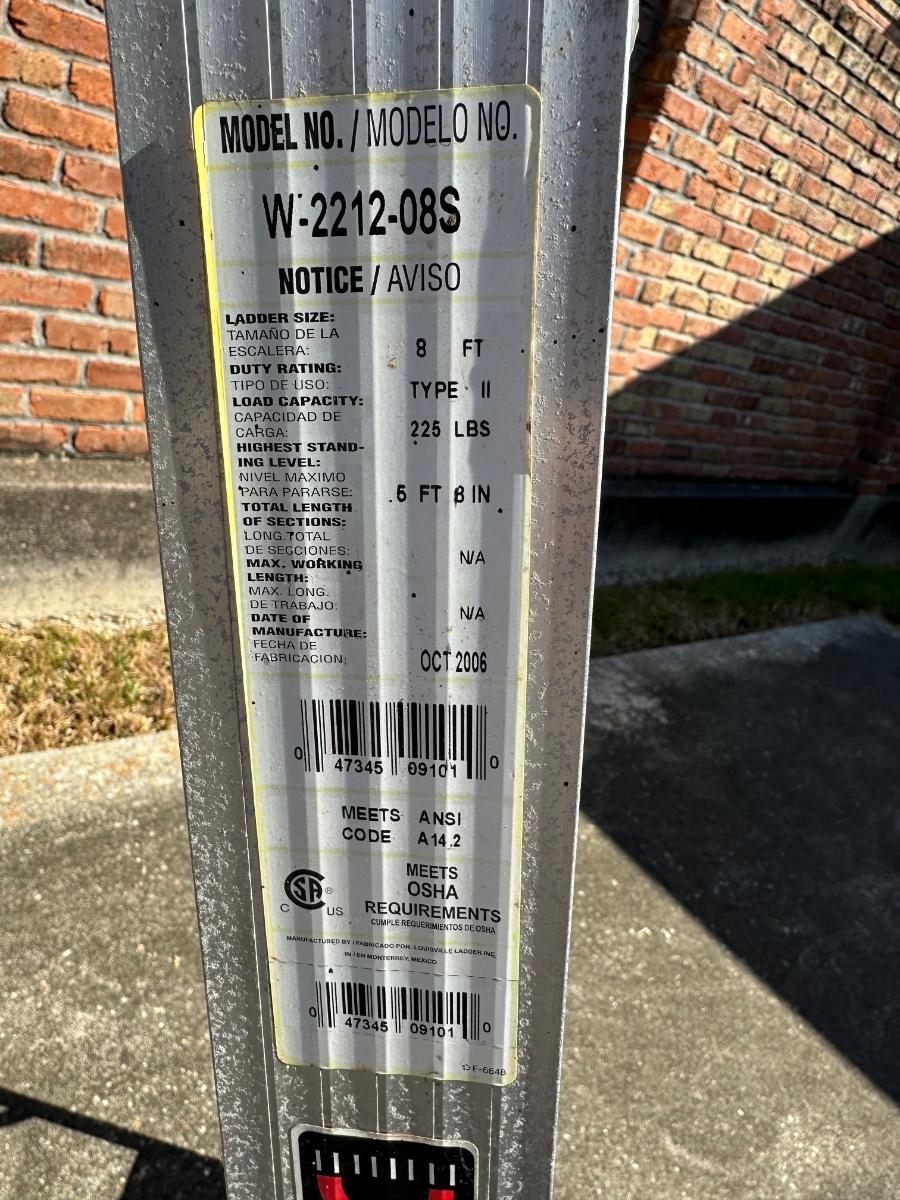 MODEL NO. / MODELO NO.
W-2212-08S
NOTICE / AVISO
LADDER SIZE:
TAMAÑO DE LA
ESCALERA: 8 FT
DUTY RATING:
TIPO DE USO: TYPE II
LOAD CAPACITY:
CAPACIDAD DE
CARGA: 225 LBS
HIGHEST STAND-
ING LEVEL:
NIVEL MAXIMO
PARA PARARSE: 5 FT 8 IN
TOTAL LENGTH
OF SECTIONS:
LONG.TOTAL
DE SECCIONES: N/A
MAX. WORKING
LENGTH:
MAX. LONG.
DE TRABAJO: N/A
DATE OF
MANUFACTURE:
FECHA DE
FABRICACION: OCT 2006
0 47345 09101 0
MEETS ANSI
CODE A14.2
MEETS
OSHA
REQUIREMENTS
CUMPLE REQUERIMIENTOS DE OSHA
CSA®
C US
MANUFACTURED BY / FABRICADO POR: LOUISVILLE LADDER INC.
IN / EN MONTERREY, MEXICO
0 47345 09101 0
F-6648